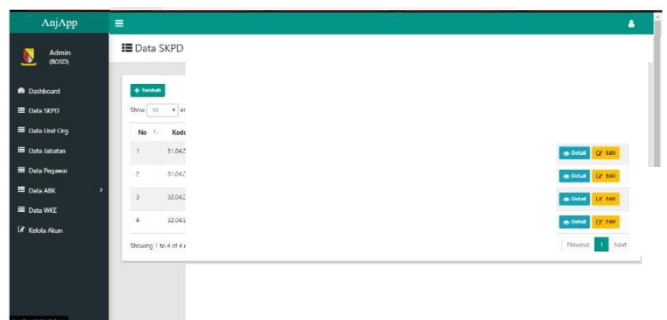 AnjApp
Admin
(BOSD)
Data SKPD
Dashboard
Data SKPD
Data Unit Org
Data Jabatan
Data Pegawai
Data ABK
Data WKE
Kelola Akun
+ Tambah
Show 10
No Kode
1 Detail Edit
2 Detail Edit
3 Detail Edit
4 Detail Edit
Showing 1 to 4 of 4
Previous 1 Next